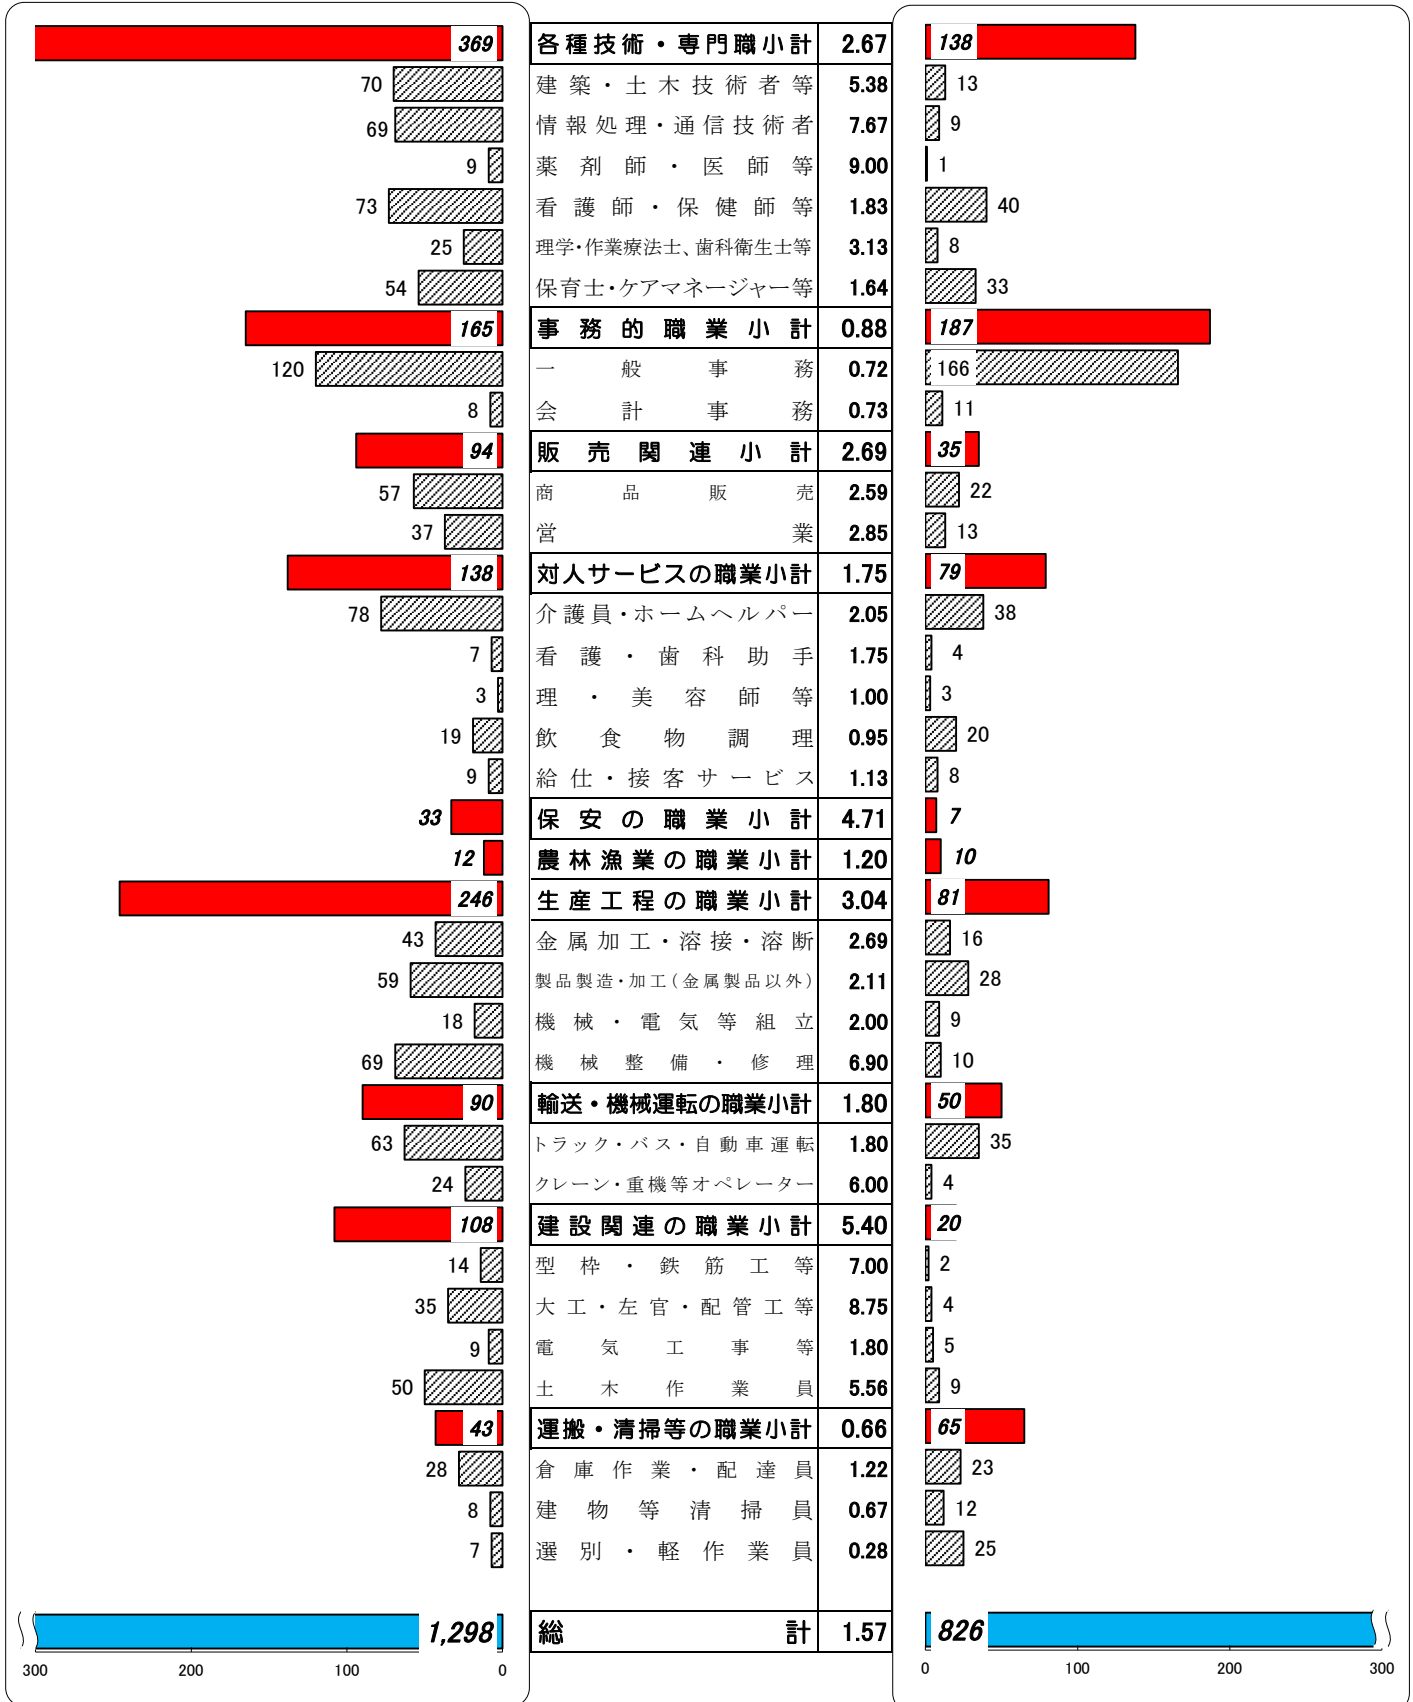 369 各種技術・専門職小計 2.67 138
70 建築・土木技術者等 5.38 13
69 情報処理・通信技術者 7.67 9
9 薬剤師・医師等 9.00 1
73 看護師・保健師等 1.83 40
25 理学・作業療法士、歯科衛生士等 3.13 8
54 保育士・ケアマネージャー等 1.64 33
165 事務的職業小計 0.88 187
120 一般事務 0.72 166
8 会計事務 0.73 11
94 販売関連小計 2.69 35
57 商品販売 2.59 22
37 営業 2.85 13
138 対人サービスの職業小計 1.75 79
78 介護員・ホームヘルパー 2.05 38
7 看護・歯科助手 1.75 4
3 理・美容師等 1.00 3
19 飲食物調理 0.95 20
9 給仕・接客サービス 1.13 8
33 保安の職業小計 4.71 7
12 農林漁業の職業小計 1.20 10
246 生産工程の職業小計 3.04 81
43 金属加工・溶接・溶断 2.69 16
59 製品製造・加工(金属製品以外) 2.11 28
18 機械・電気等組立 2.00 9
69 機械整備・修理 6.90 10
90 輸送・機械運転の職業小計 1.80 50
63 トラック・バス・自動車運転 1.80 35
24 クレーン・重機等オペレーター 6.00 4
108 建設関連の職業小計 5.40 20
14 型枠・鉄筋工等 7.00 2
35 大工・左官・配管工等 8.75 4
9 電気工事等 1.80 5
50 土木作業員 5.56 9
43 運搬・清掃等の職業小計 0.66 65
28 倉庫作業・配達員 1.22 23
8 建物等清掃員 0.67 12
7 選別・軽作業員 0.28 25
1,298 総計 1.57 826
300 200 100 0 0 100 200 300